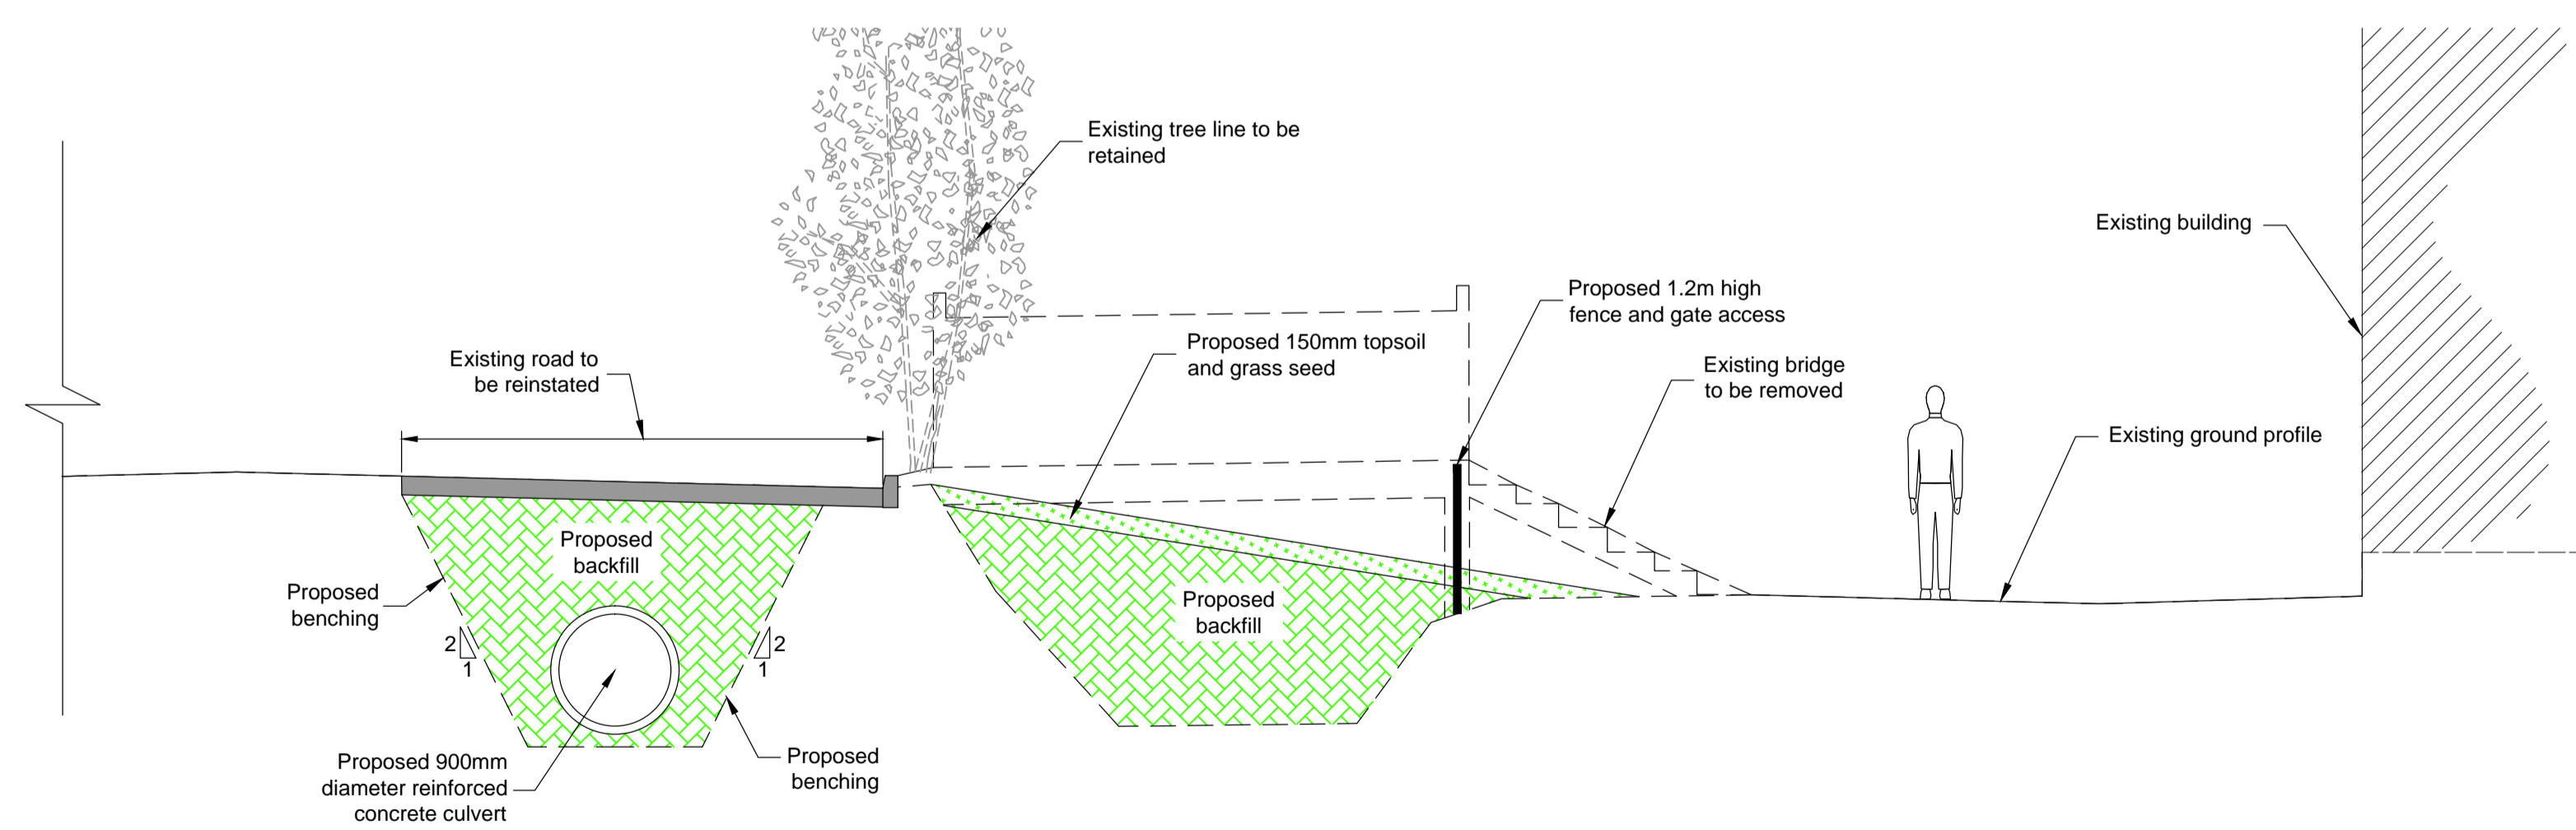 Existing tree line to be
retained
Existing building
Proposed 1.2m high
fence and gate access
Proposed 150mm topsoil
and grass seed
Existing road to
be reinstated
Existing bridge
to be removed
Existing ground profile
Proposed
backfill
Proposed
benching
Proposed
backfill
2
1
2
1
Proposed 900mm
diameter reinforced
concrete culvert
Proposed
benching